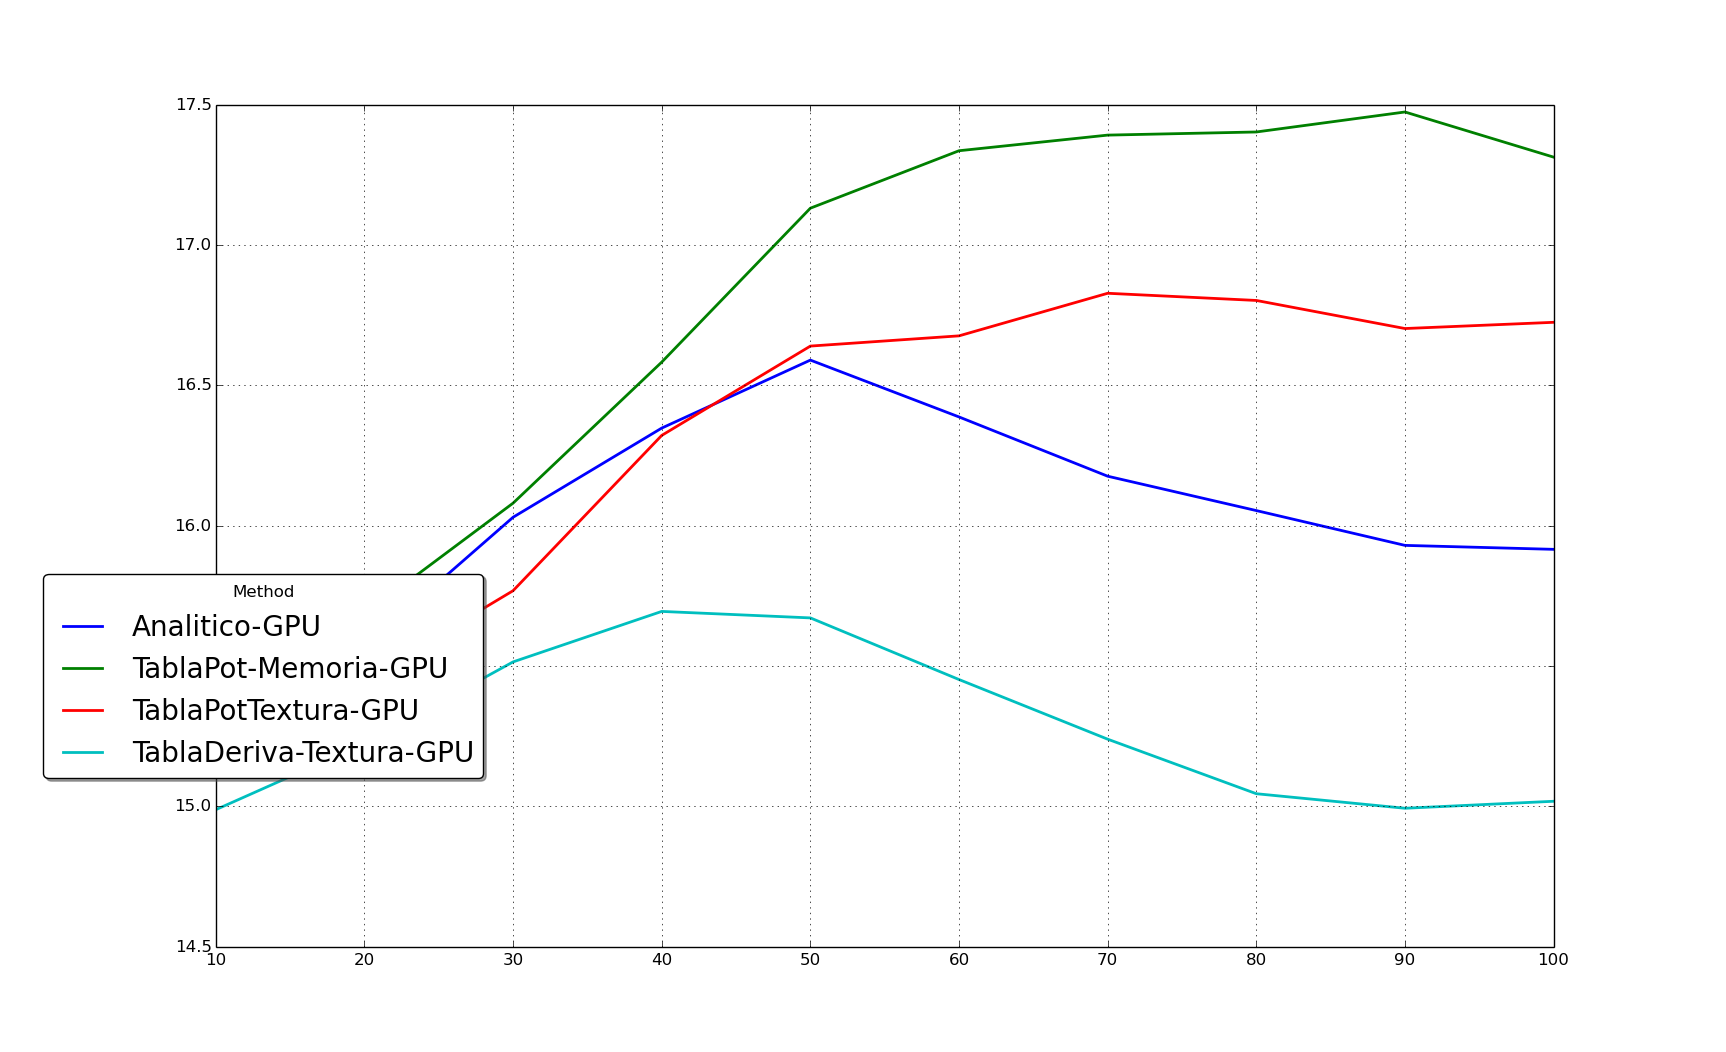 17.5
17.0
16.5
16.0
Method
Analitico-GPU
TablaPot-Memoria-GPU
TablaPotTextura-GPU
TablaDeriva-Textura-GPU
15.0
14.5
10 20 30 40 50 60 70 80 90 100